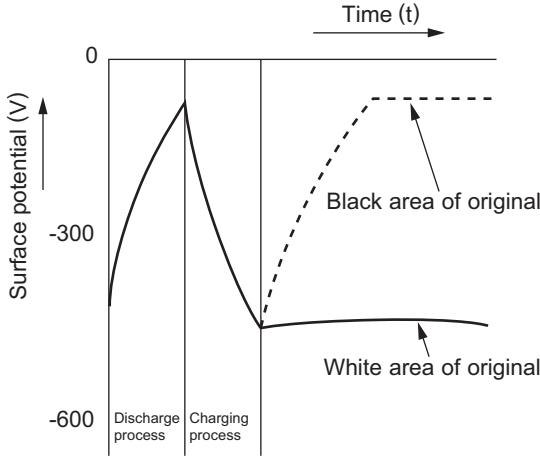 Time (t)
0
Surface potential (V)
Black area of original
-300
White area of original
-600
Discharge
process
Charging
process